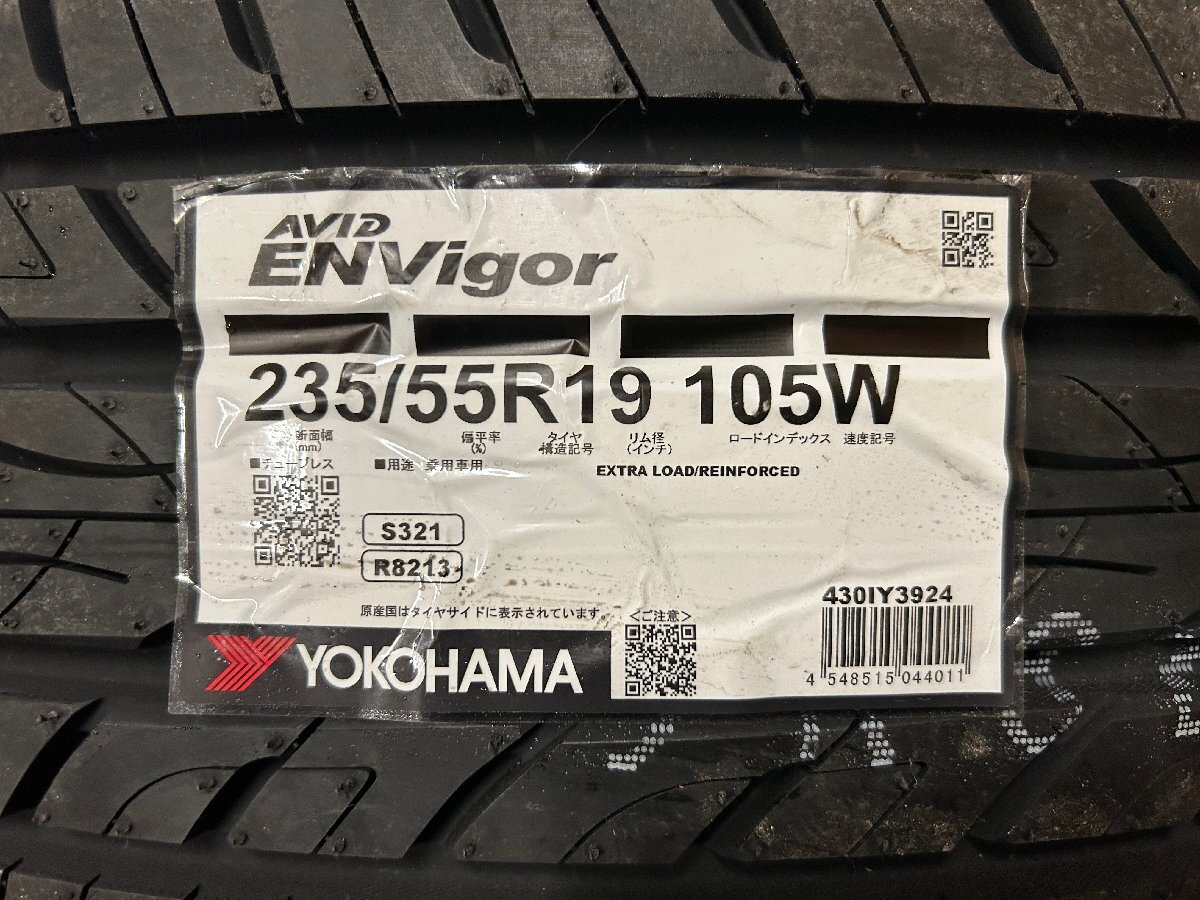 AVID
ENVigor
235/55R19 105W
断面幅 偏平率 タイヤ リム径 ロードインデックス 速度記号
(mm) (%) 構造記号 (インチ)
■チューブレス ■用途 乗用車用 EXTRA LOAD/REINFORCED
S321
R8213
430IY3924
原産国はタイヤサイドに表示されています。 <ご注意>
YOKOHAMA
4 548515 044011